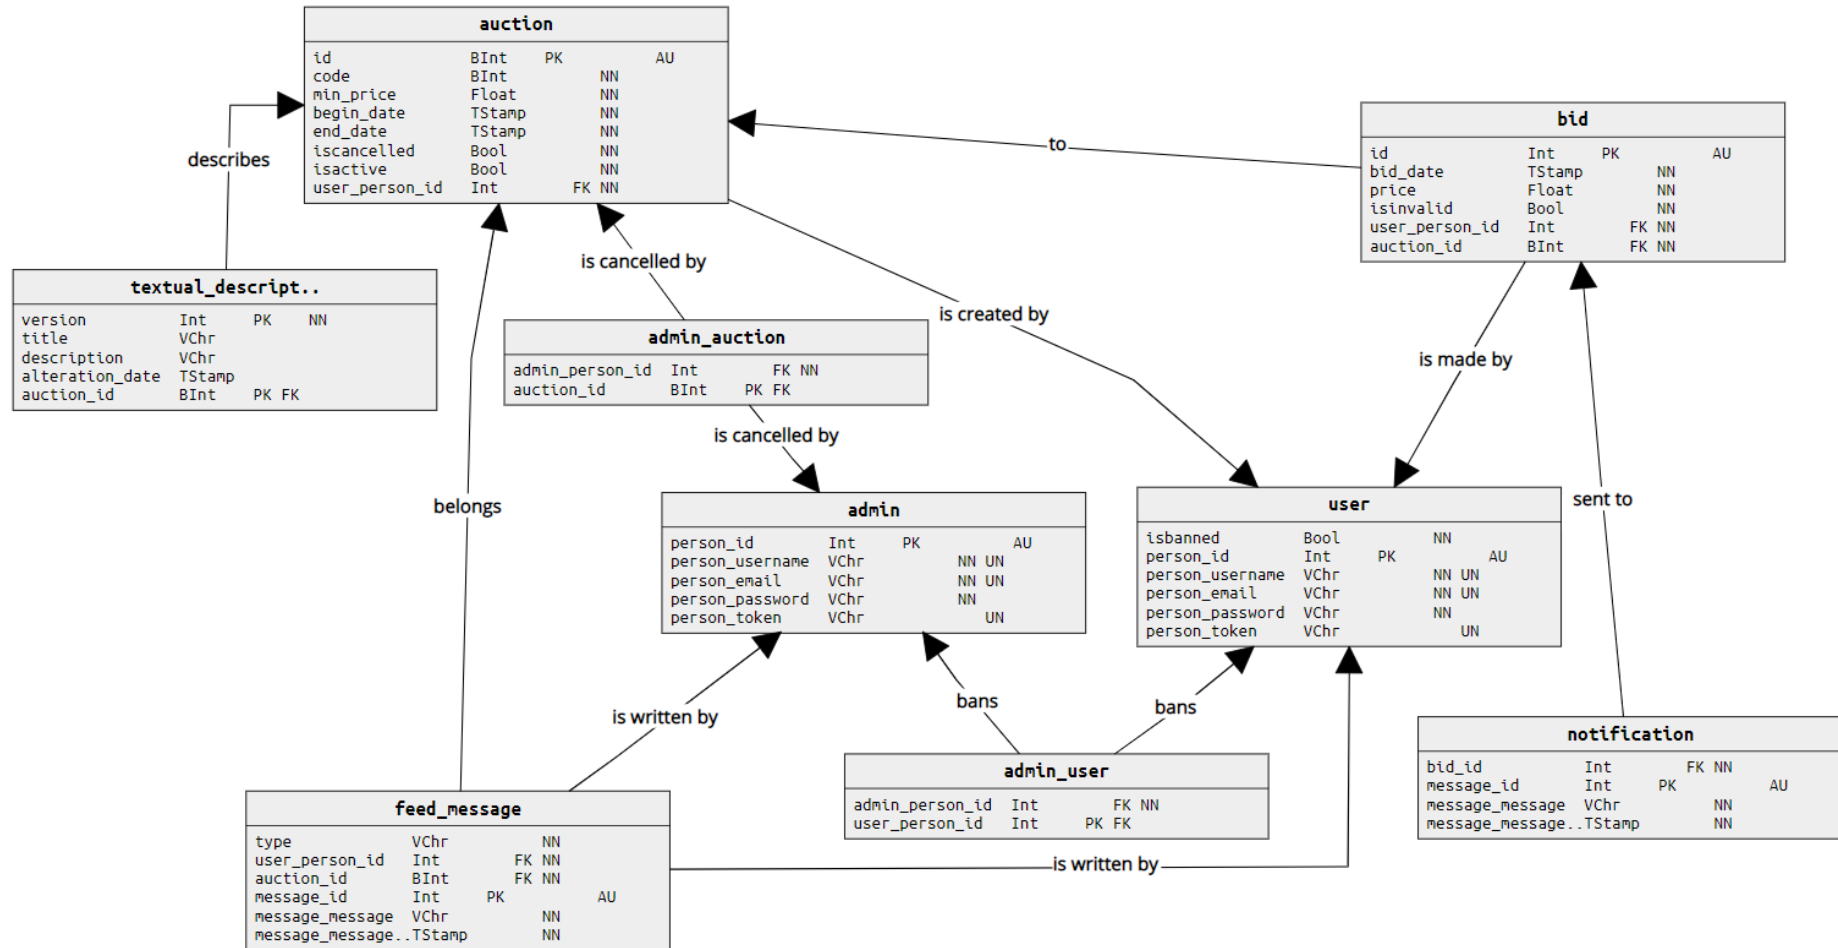 auction
id BInt PK AU
code BInt NN
min_price Float NN
begin_date TStamp NN
end_date TStamp NN
iscancelled Bool NN
isactive Bool NN
user_person_id Int FK NN
bid
id Int PK AU
bid_date TStamp NN
price Float NN
isinvalid Bool NN
user_person_id Int FK NN
auction_id BInt FK NN
to
describes
is cancelled by
textual_descript..
version Int PK NN
title VChr
description VChr
alteration_date TStamp
auction_id BInt PK FK
is created by
admin_auction
admin_person_id Int FK NN
auction_id BInt PK FK
is made by
is cancelled by
belongs
sent to
admin
person_id Int PK AU
person_username VChr NN UN
person_email VChr NN UN
person_password VChr NN
person_token VChr UN
user
isbanned Bool NN
person_id Int PK AU
person_username VChr NN UN
person_email VChr NN UN
person_password VChr NN
person_token VChr UN
is written by
bans
bans
notification
bid_id Int FK NN
message_id Int PK AU
message_message VChr NN
message_message..TStamp NN
admin_user
admin_person_id Int FK NN
user_person_id Int PK FK
feed_message
type VChr NN
user_person_id Int FK NN
auction_id BInt FK NN
message_id Int PK AU
message_message VChr NN
message_message..TStamp NN
is written by